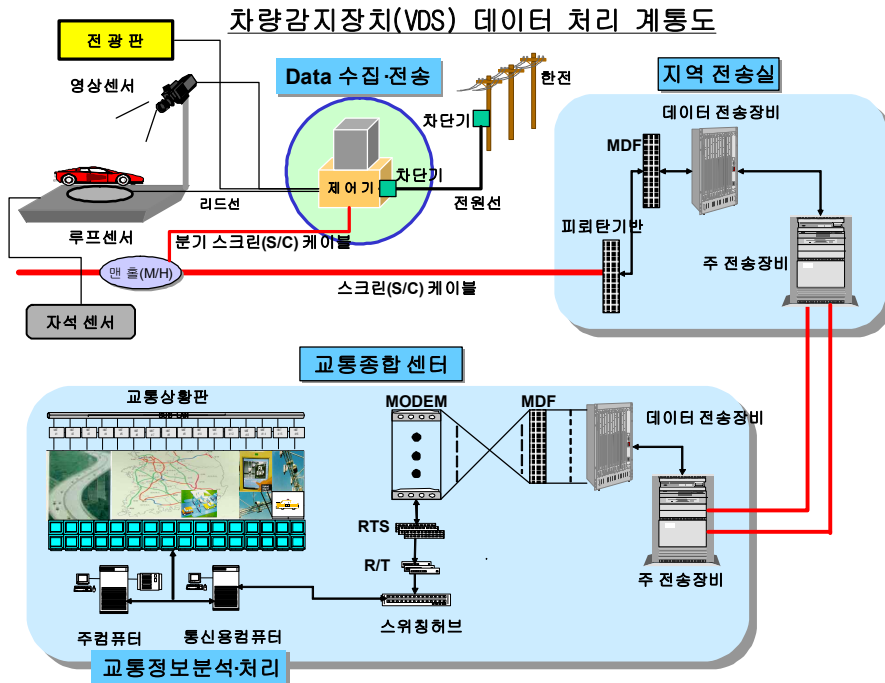 차량감지장치(VDS) 데이터 처리 계통도
전광판
영상센서
Data 수집·전송
한전
지역 전송실
차단기
데이터 전송장비
MDF
제어기
차단기
리드선
전원선
루프센서
분기 스크린(S/C) 케이블
피뢰탄기반
맨 홀(M/H)
스크린(S/C) 케이블
주 전송장비
자석 센서
교통종합 센터
교통상황판
MODEM
MDF
데이터 전송장비
RTS
R/T
주 전송장비
스위칭허브
주컴퓨터
통신용컴퓨터
교통정보분석·처리